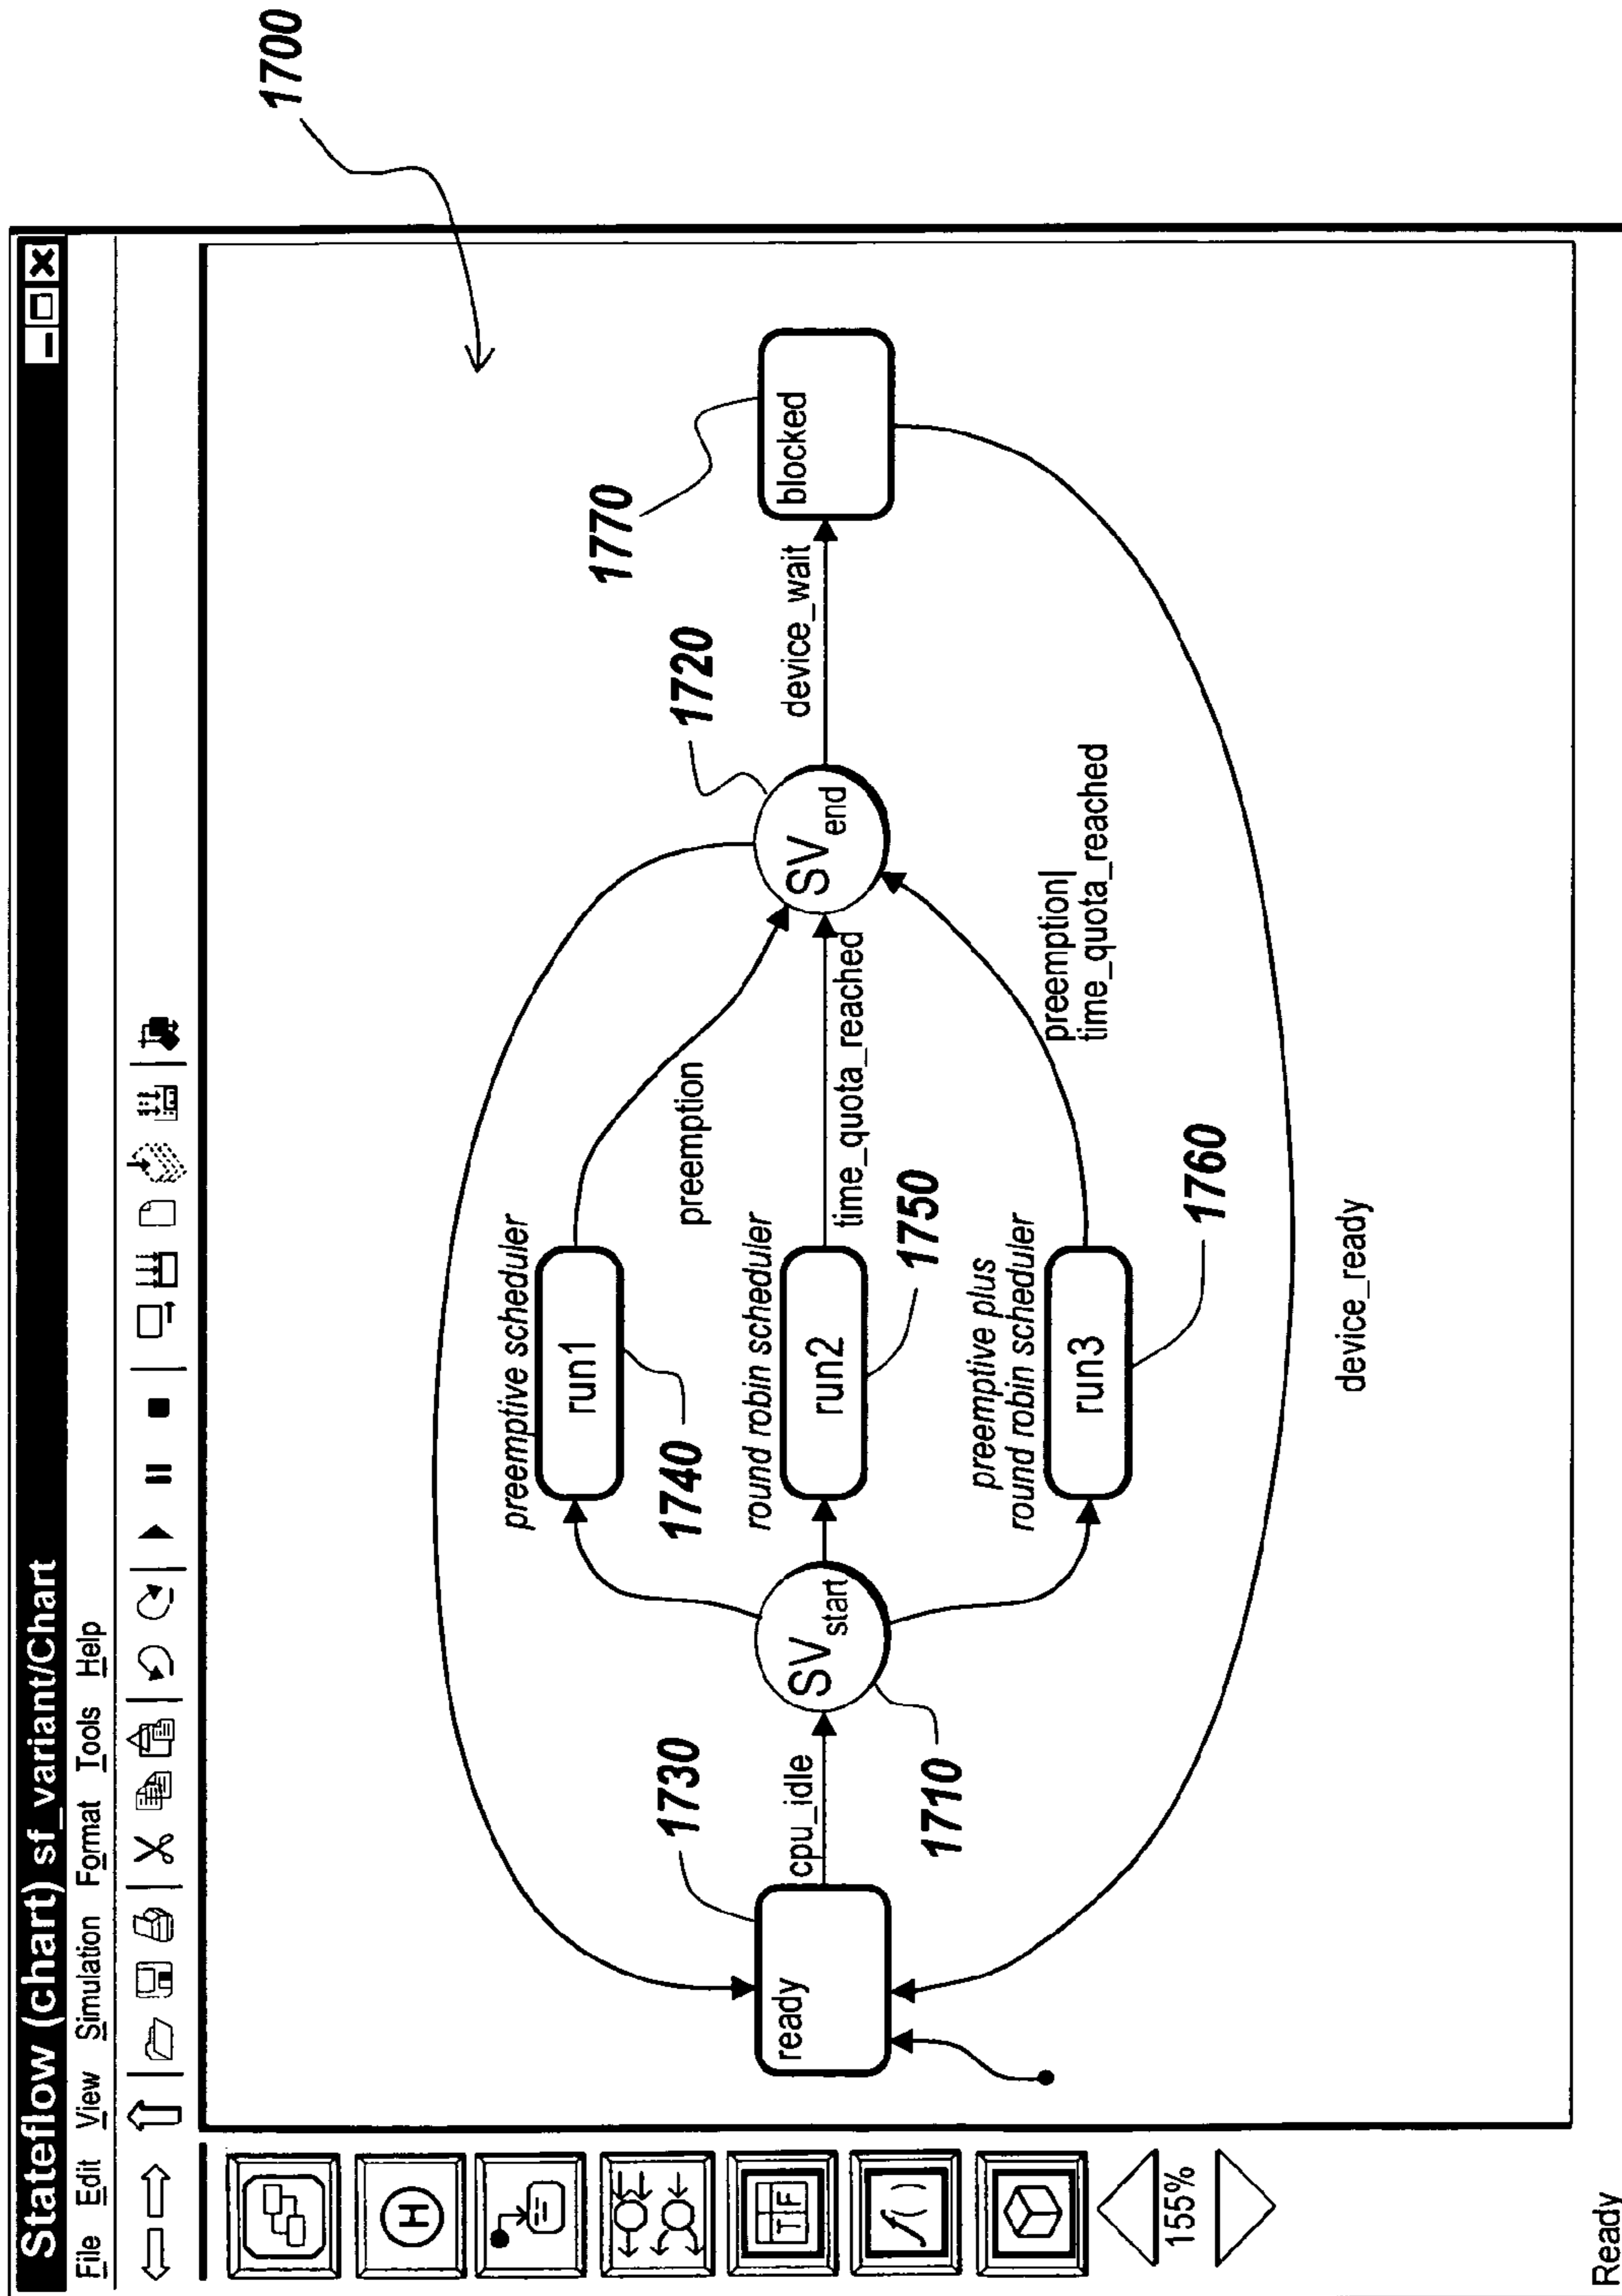 Stateflow (chart) sf_variant/Chart
File Edit View Simulation Format Tools Help
1700
preemptive scheduler
run1
1740
preemption
1730
ready
cpu_idle
SVstart
1710
round robin scheduler
run2
time_quota_reached
1750
SVend
1720
device_wait
1770
blocked
preemptive plus
round robin scheduler
run3
1760
preemption|
time_quota_reached
device_ready
H
T F
f()
155%
Ready